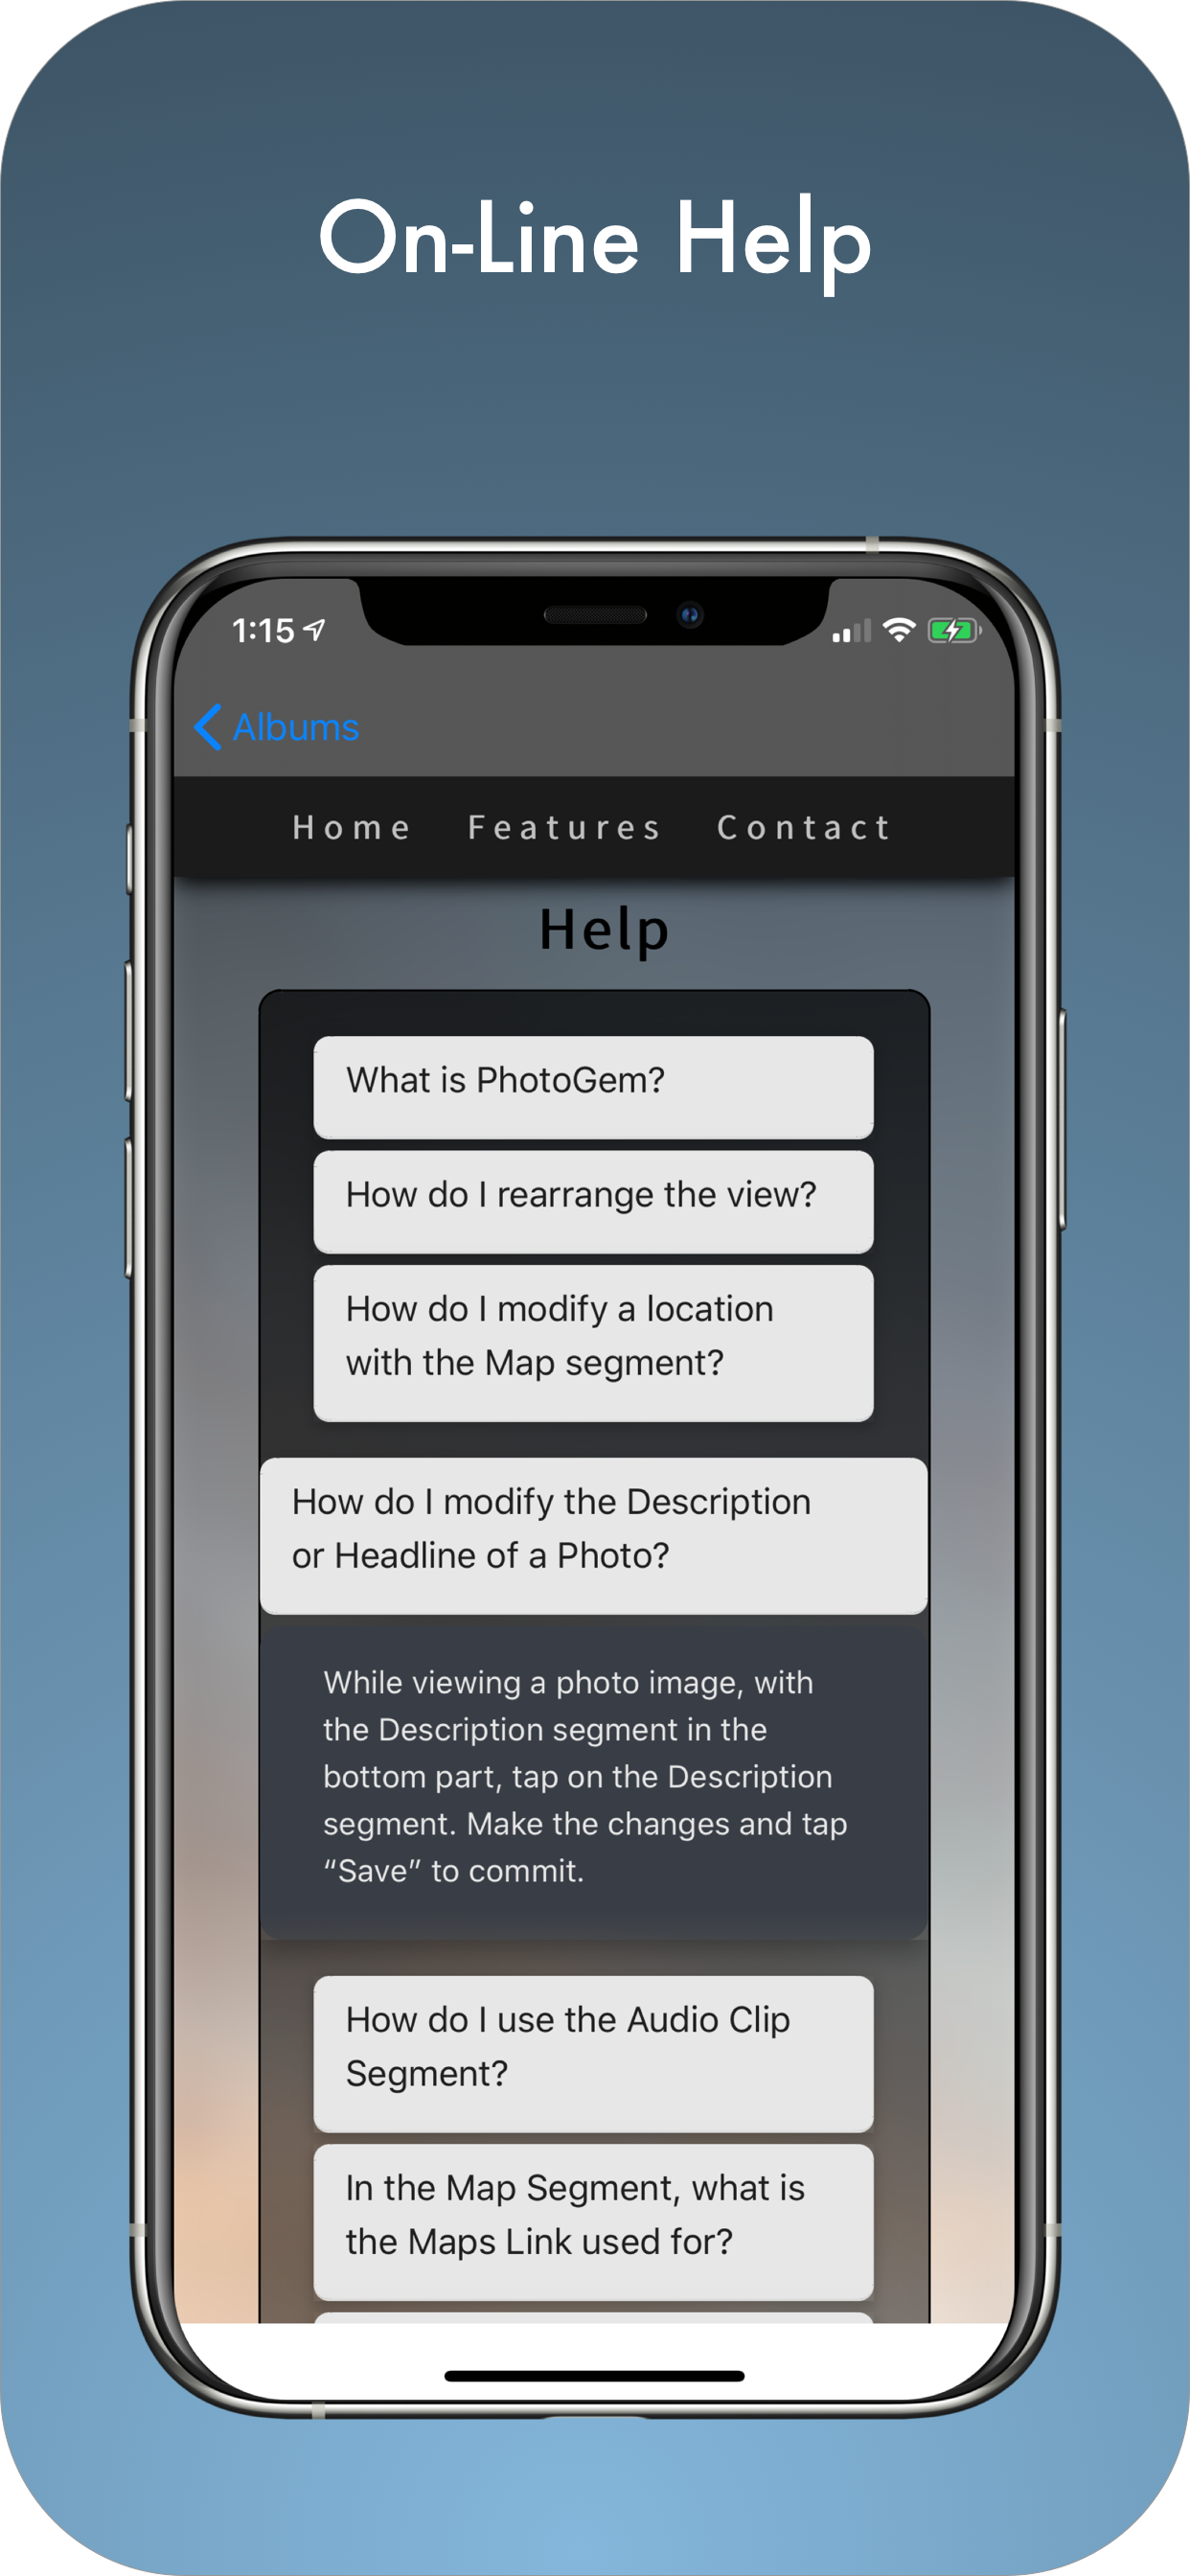 On-Line Help
1:15
Albums
Home Features Contact
Help
What is PhotoGem?
How do I rearrange the view?
How do I modify a location
with the Map segment?
How do I modify the Description
or Headline of a Photo?
While viewing a photo image, with
the Description segment in the
bottom part, tap on the Description
segment. Make the changes and tap
“Save” to commit.
How do I use the Audio Clip
Segment?
In the Map Segment, what is
the Maps Link used for?